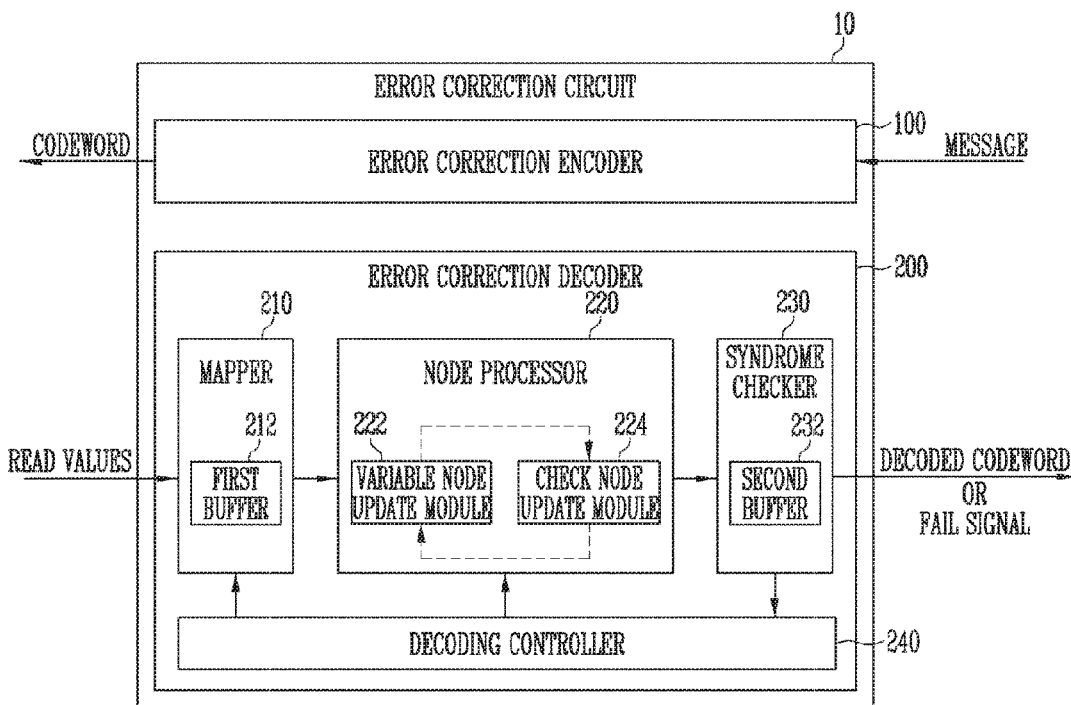 10
ERROR CORRECTION CIRCUIT
100
CODEWORD
ERROR CORRECTION ENCODER
MESSAGE
ERROR CORRECTION DECODER
200
210
220
230
MAPPER
NODE PROCESSOR
SYNDROME
CHECKER
212
222
224
232
READ VALUES
FIRST
BUFFER
VARIABLE NODE
UPDATE MODULE
CHECK NODE
UPDATE MODULE
SECOND
BUFFER
DECODED CODEWORD
OR
FAIL SIGNAL
DECODING CONTROLLER
240